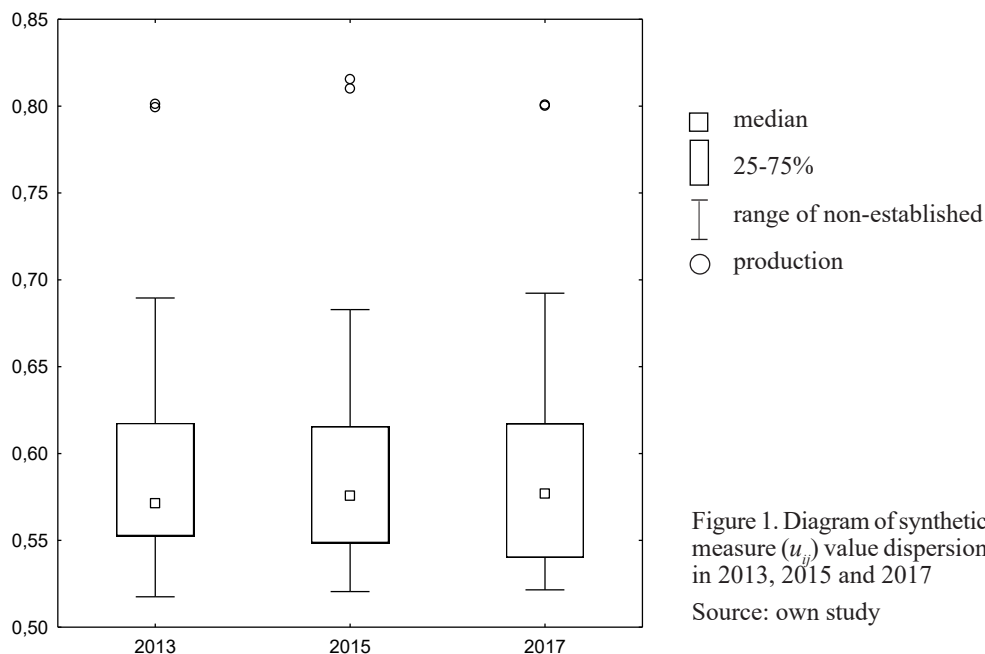 0,85
0,80
0,75
0,70
0,65
0,60
0,55
0,50
2013 2015 2017
median
25-75%
range of non-established
production
Figure 1. Diagram of synthetic
measure (uij) value dispersion
in 2013, 2015 and 2017
Source: own study